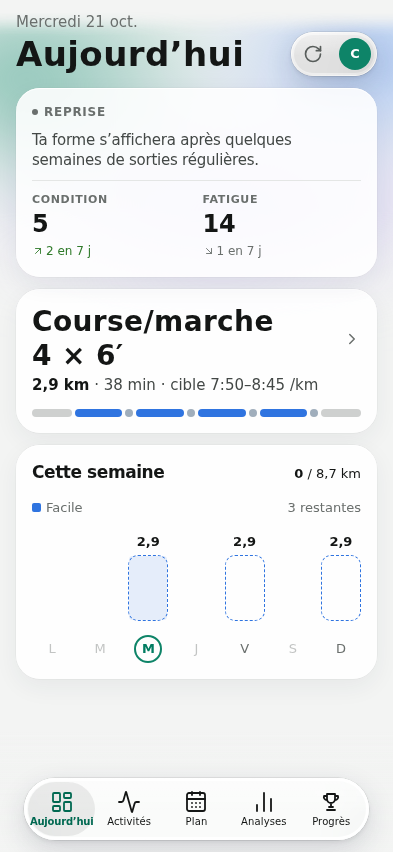 Mercredi 21 oct.
Aujourd’hui
C
REPRISE
Ta forme s’affichera après quelques
semaines de sorties régulières.
CONDITION
FATIGUE
5
14
2 en 7 j
1 en 7 j
Course/marche
4 × 6′
2,9 km · 38 min · cible 7:50–8:45 /km
Cette semaine
0 / 8,7 km
Facile
3 restantes
2,9
2,9
2,9
L M M J V S D
Aujourd’hui
Activités
Plan
Analyses
Progrès